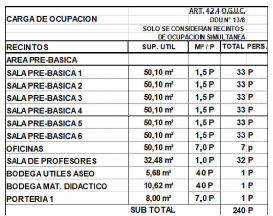 ART. 4.2.4 O.G.U.C.
CARGA DE OCUPACION DDU N° 13/8
SOLO SE CONSIDERAN RECINTOS
DE OCUPACION SIMULTANEA
RECINTOS SUP. UTIL M² / P TOTAL PERS.
AREA PRE-BASICA
SALA PRE-BASICA 1 50,10 m² 1,5 P 33 P
SALA PRE-BASICA 2 50,10 m² 1,5 P 33 P
SALA PRE-BASICA 3 50,10 m² 1,5 P 33 P
SALA PRE-BASICA 4 50,10 m² 1,5 P 33 P
SALA PRE-BASICA 5 50,10 m² 1,5 P 33 P
SALA PRE-BASICA 6 50,10 m² 1,5 P 33 P
OFICINAS 50,10 m² 7,0 P 7 p
SALA DE PROFESORES 32,48 m² 1,0 P 32 P
BODEGA UTILES ASEO 5,68 m² 40 P 1 P
BODEGA MAT. DIDACTICO 10,62 m² 40 P 1 P
PORTERIA 1 8,00 m² 7,0 P 1 P
SUB TOTAL 240 P